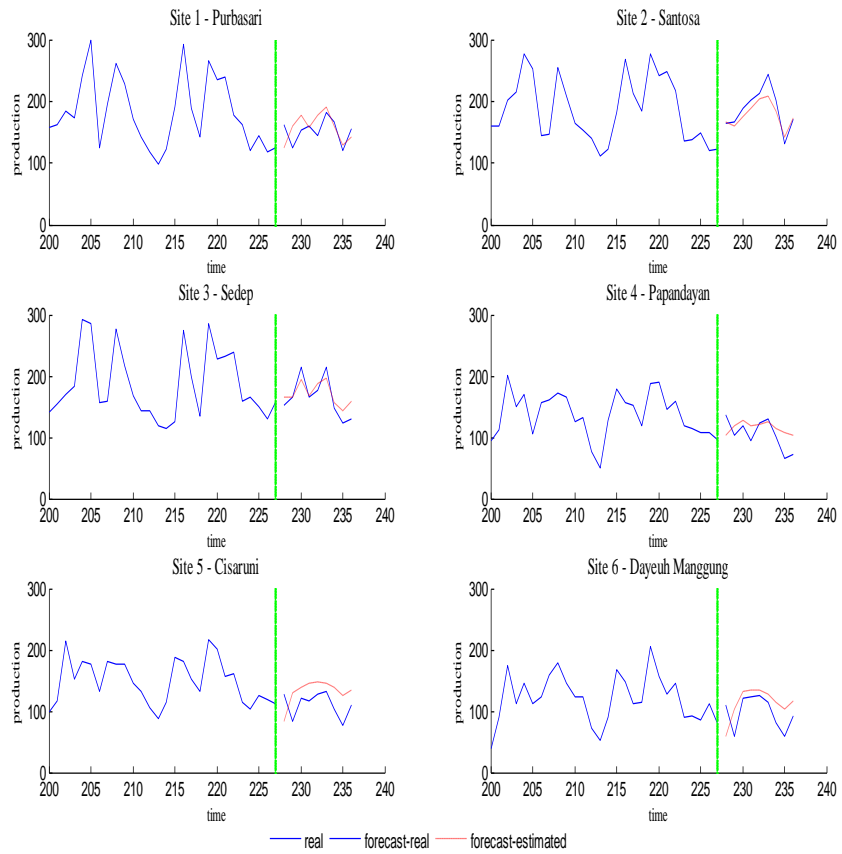 Site 1 - Purbasari
300
200
100
0
production
200 205 210 215 220 225 230 235 240
time
Site 2 - Santosa
300
200
100
0
production
200 205 210 215 220 225 230 235 240
time
Site 3 - Sedep
300
200
100
0
production
200 205 210 215 220 225 230 235 240
time
Site 4 - Papandayan
300
200
100
0
production
200 205 210 215 220 225 230 235 240
time
Site 5 - Cisaruni
300
200
100
0
production
200 205 210 215 220 225 230 235 240
time
Site 6 - Dayeuh Manggung
300
200
100
0
production
200 205 210 215 220 225 230 235 240
time
real forecast-real forecast-estimated